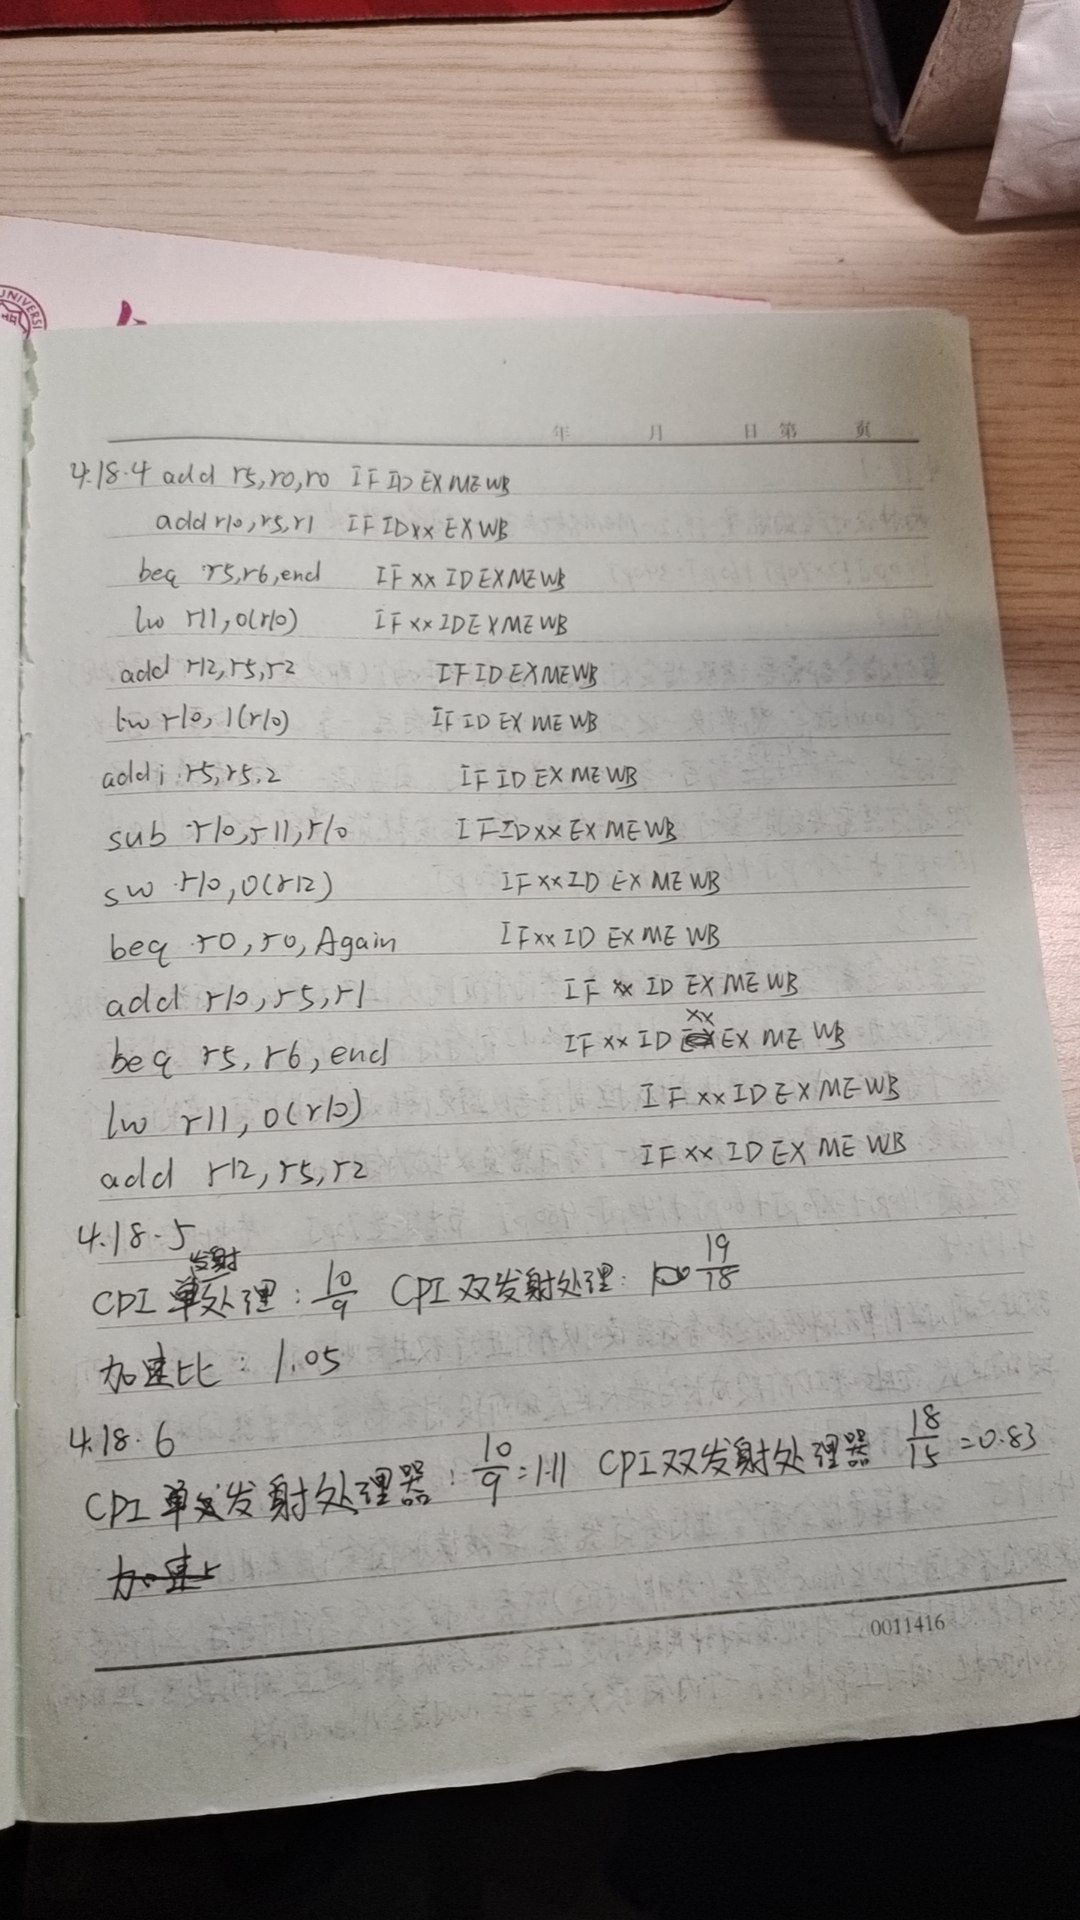 UNIVERSI
年 月 日 第 页
4.18.4 add r5,r0,r0 IF ID EX ME WB
add r10,r5,r1 IF ID xx EX WB
beq r5,r6,end IF xx ID EX ME WB
lw r11,0(r10) IF xx ID EX ME WB
add r12,r5,r2 IF ID EX ME WB
lw r10,1(r10) IF ID EX ME WB
addi r5,r5,2 IF ID EX ME WB
sub r10,r11,r10 IF ID xx EX ME WB
sw r10,0(r12) IF xx ID EX ME WB
beq r0,r0,Again IF xx ID EX ME WB
add r10,r5,r1 IF xx ID EX ME WB
beq r5,r6,end IF xx ID xx EX ME WB
lw r11,0(r10) IF xx ID EX ME WB
add r12,r5,r2 IF xx ID EX ME WB
4.18.5
CPI 单发射处理：10/9 CPI 双发射处理：19/18
加速比：1.05
4.18.6
CPI 单发射处理器：10/9=1.11 CPI 双发射处理器 18/15=0.83
0011416